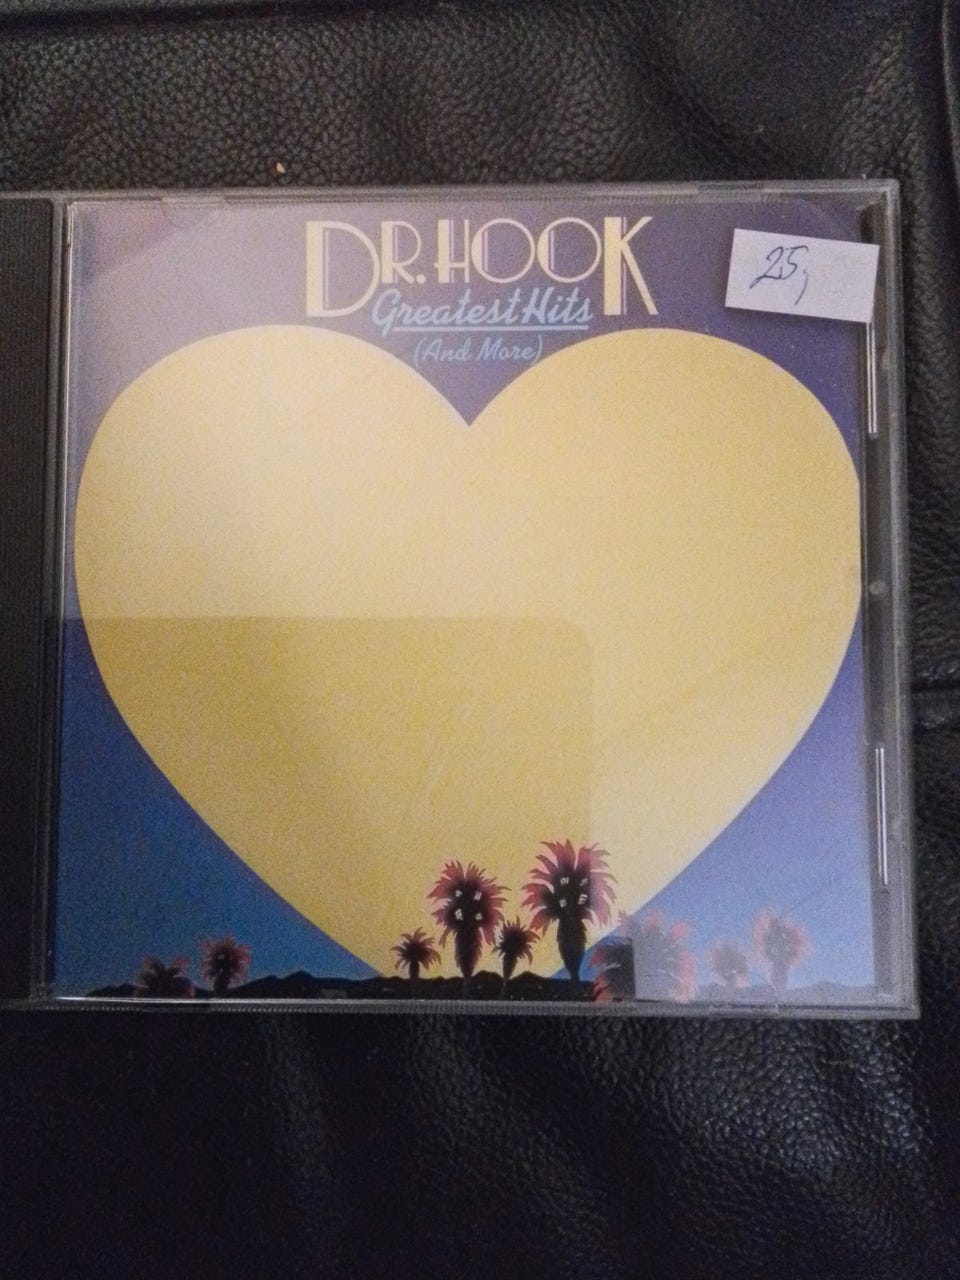 DR. HOOK
Greatest Hits
(And More)
25,